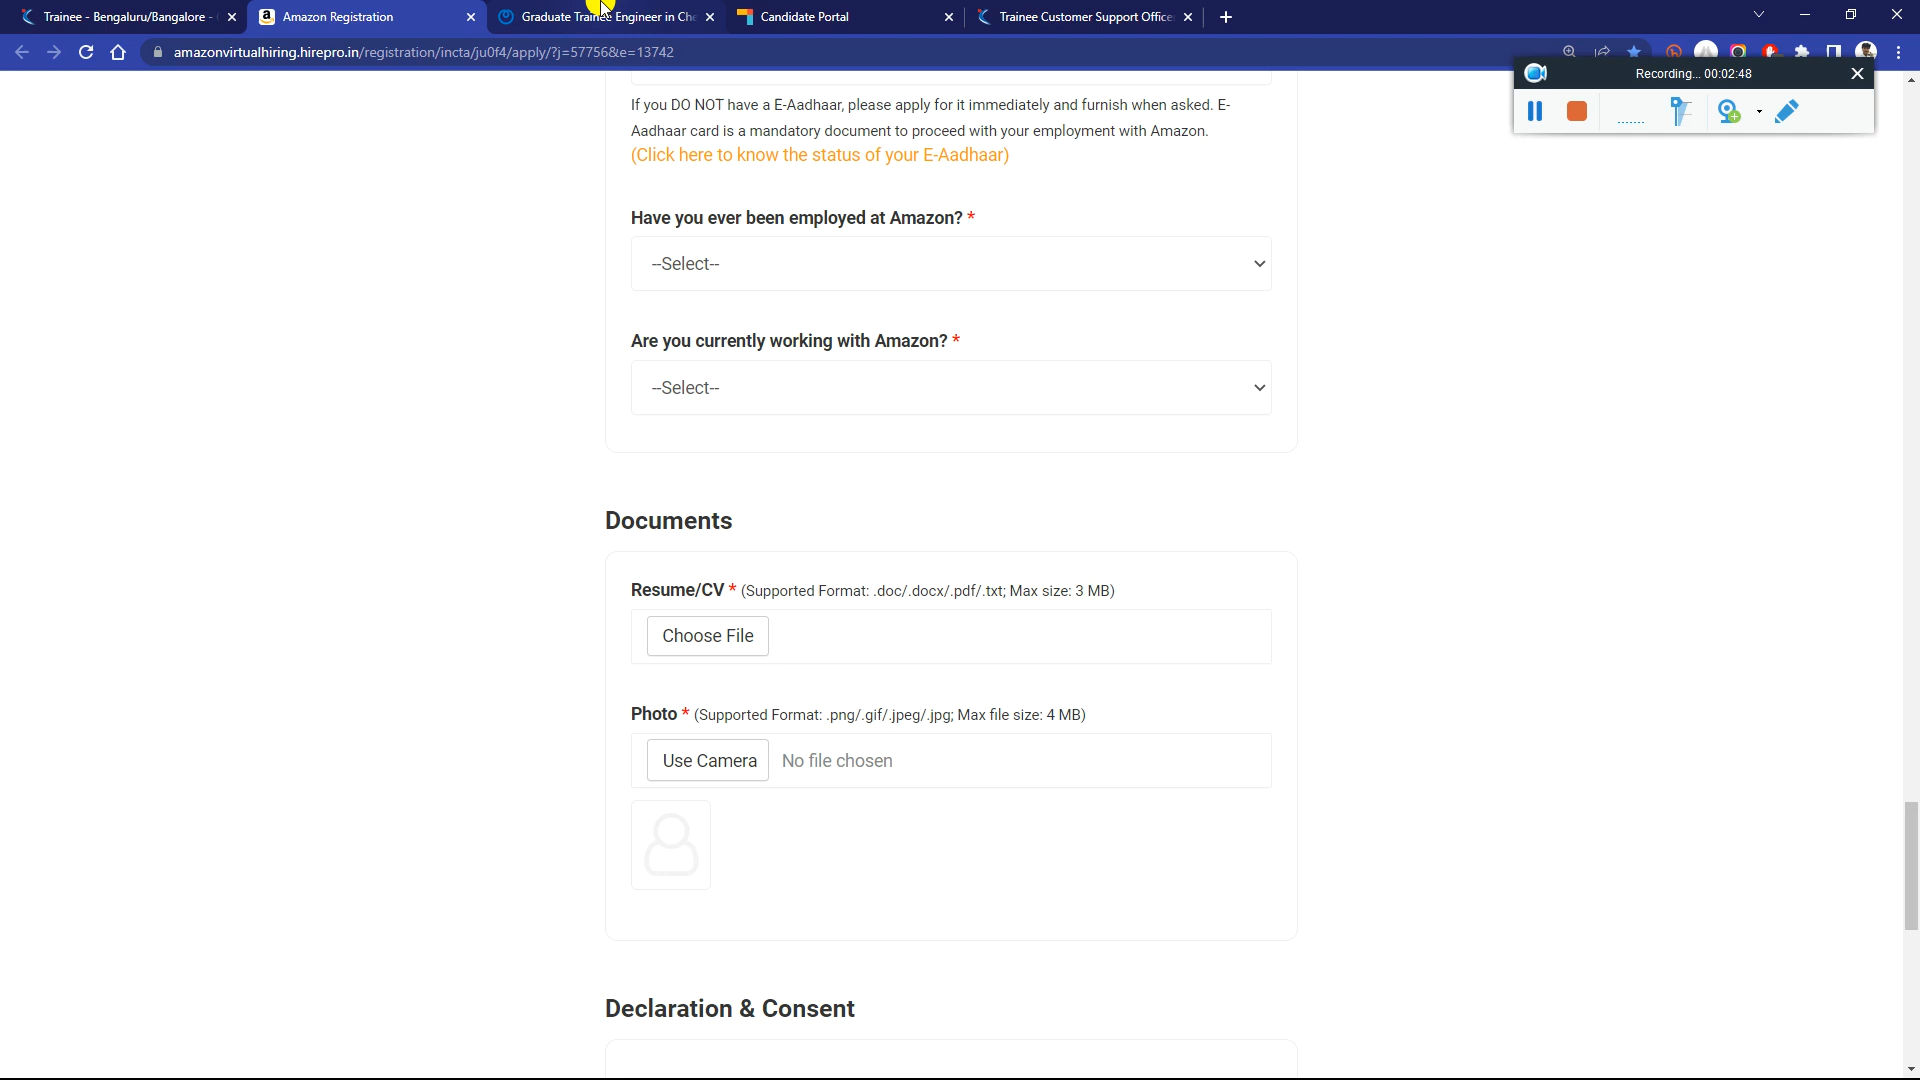 Trainee - Bengaluru/Bangalore -
Amazon Registration
Graduate Trainee Engineer in Che
Candidate Portal
Trainee Customer Support Office
amazonvirtualhiring.hirepro.in/registration/incta/ju0f4/apply/?j=57756&e=13742
Recording... 00:02:48
If you DO NOT have a E-Aadhaar, please apply for it immediately and furnish when asked. E-
Aadhaar card is a mandatory document to proceed with your employment with Amazon.
(Click here to know the status of your E-Aadhaar)
Have you ever been employed at Amazon? *
--Select--
Are you currently working with Amazon? *
--Select--
Documents
Resume/CV * (Supported Format: .doc/.docx/.pdf/.txt; Max size: 3 MB)
Choose File
Photo * (Supported Format: .png/.gif/.jpeg/.jpg; Max file size: 4 MB)
Use Camera No file chosen
Declaration & Consent